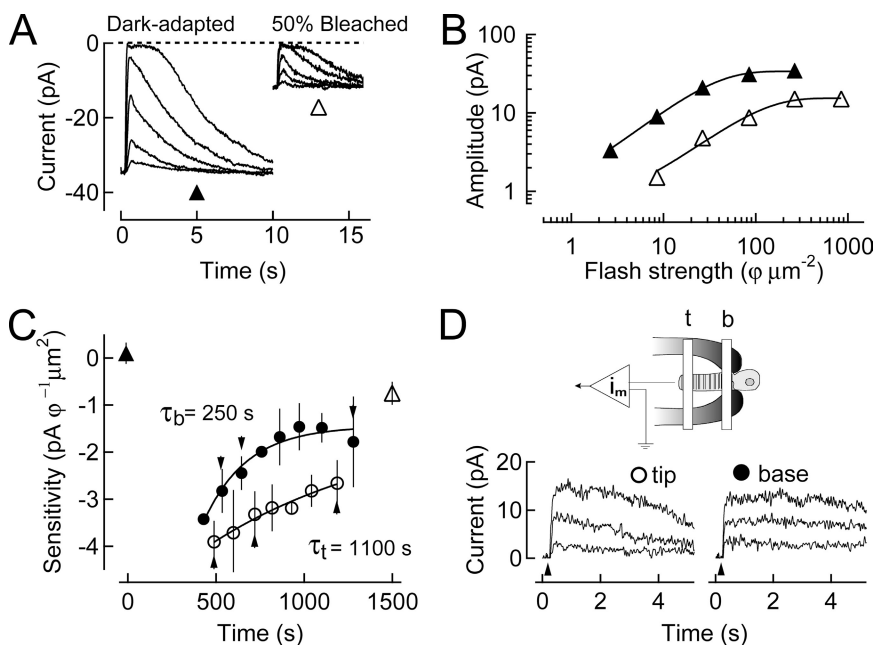 A
Dark-adapted
50% Bleached
0
-20
-40
Current (pA)
0
5
10
15
Time (s)
B
100
10
1
Amplitude (pA)
1
10
100
1000
Flash strength (φ μm⁻²)
C
0
-1
-2
-3
-4
Sensitivity (pA φ⁻¹μm²)
τb= 250 s
τt = 1100 s
0
500
1000
1500
Time (s)
D
t
b
im
tip
base
20
10
0
Current (pA)
0
2
4
0
2
4
Time (s)